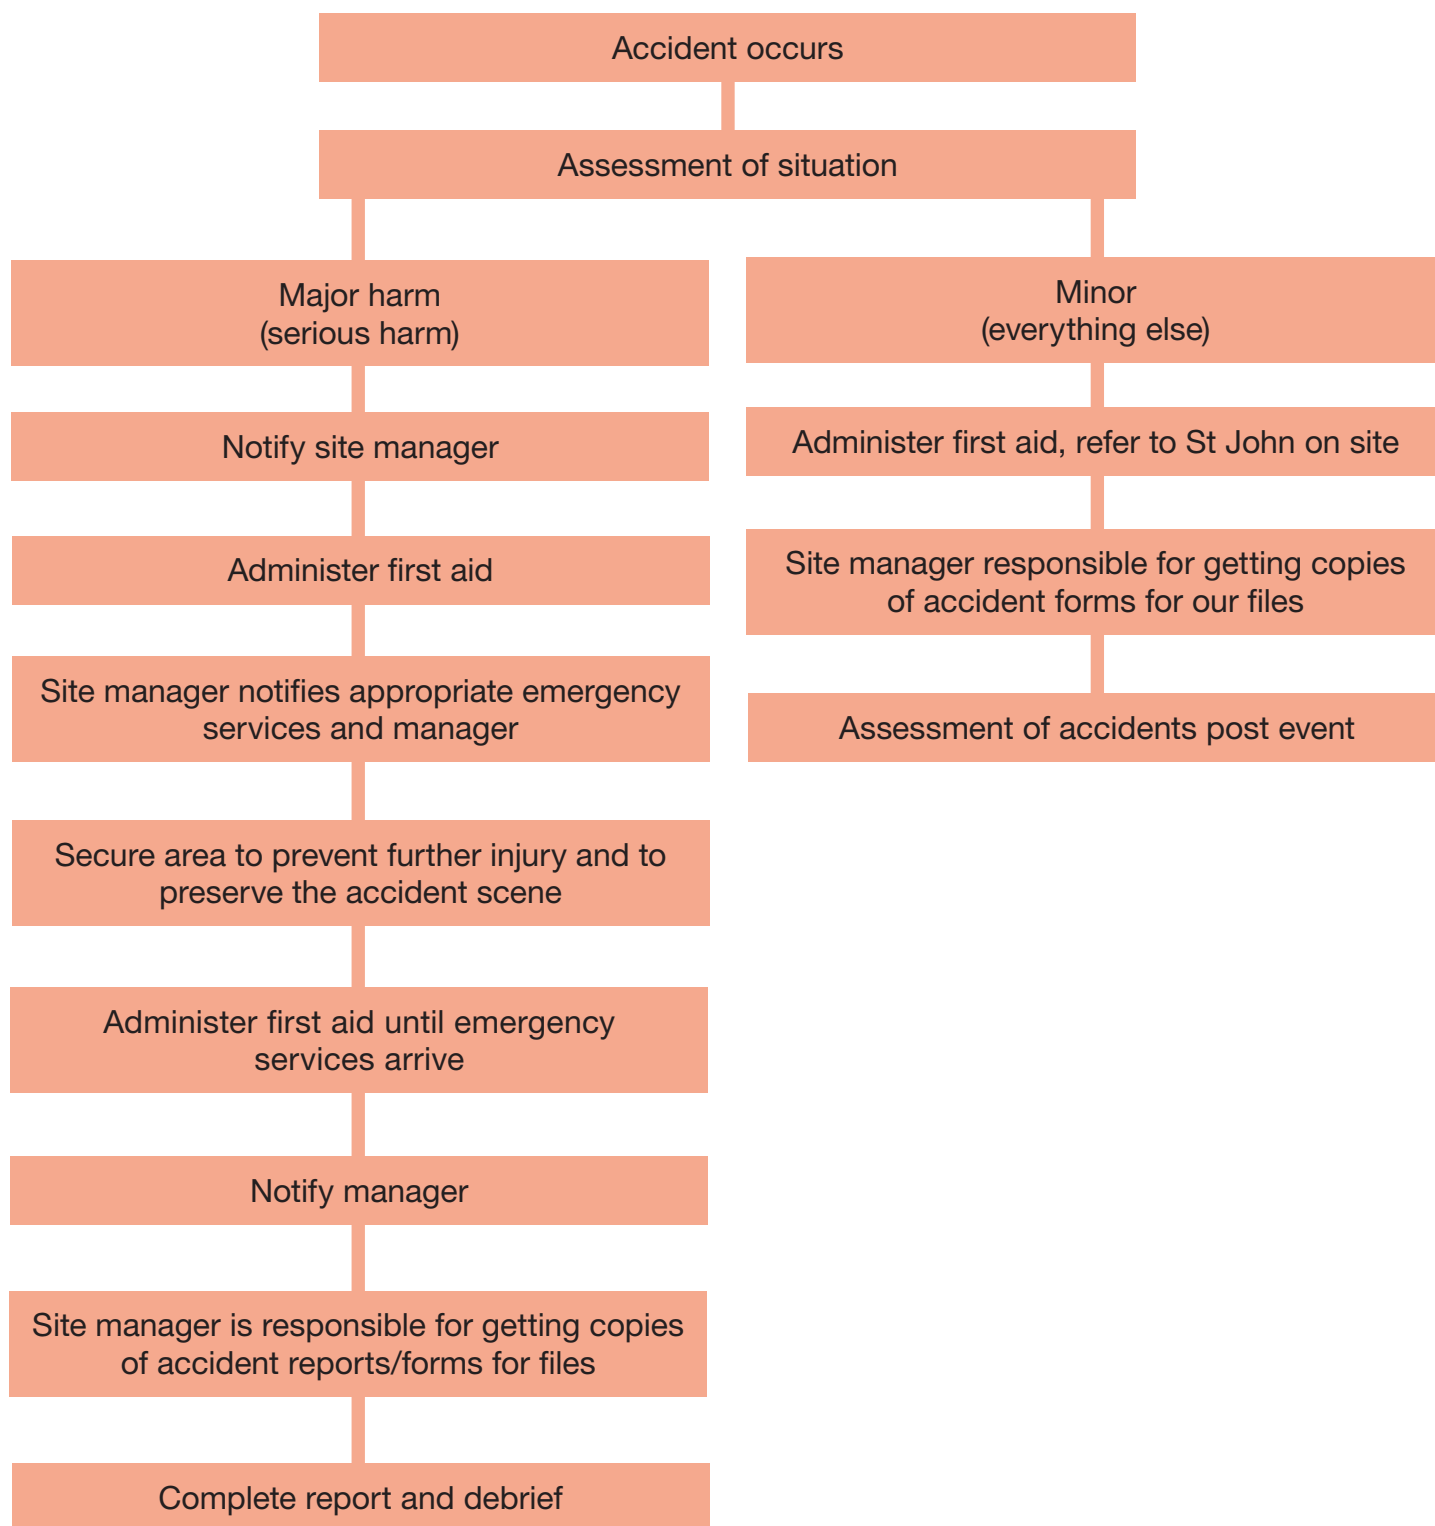 Accident occurs
Assessment of situation
Major harm
(serious harm)
Notify site manager
Administer first aid
Site manager notifies appropriate emergency
services and manager
Secure area to prevent further injury and to
preserve the accident scene
Administer first aid until emergency
services arrive
Notify manager
Site manager is responsible for getting copies
of accident reports/forms for files
Complete report and debrief
Minor
(everything else)
Administer first aid, refer to St John on site
Site manager responsible for getting copies
of accident forms for our files
Assessment of accidents post event